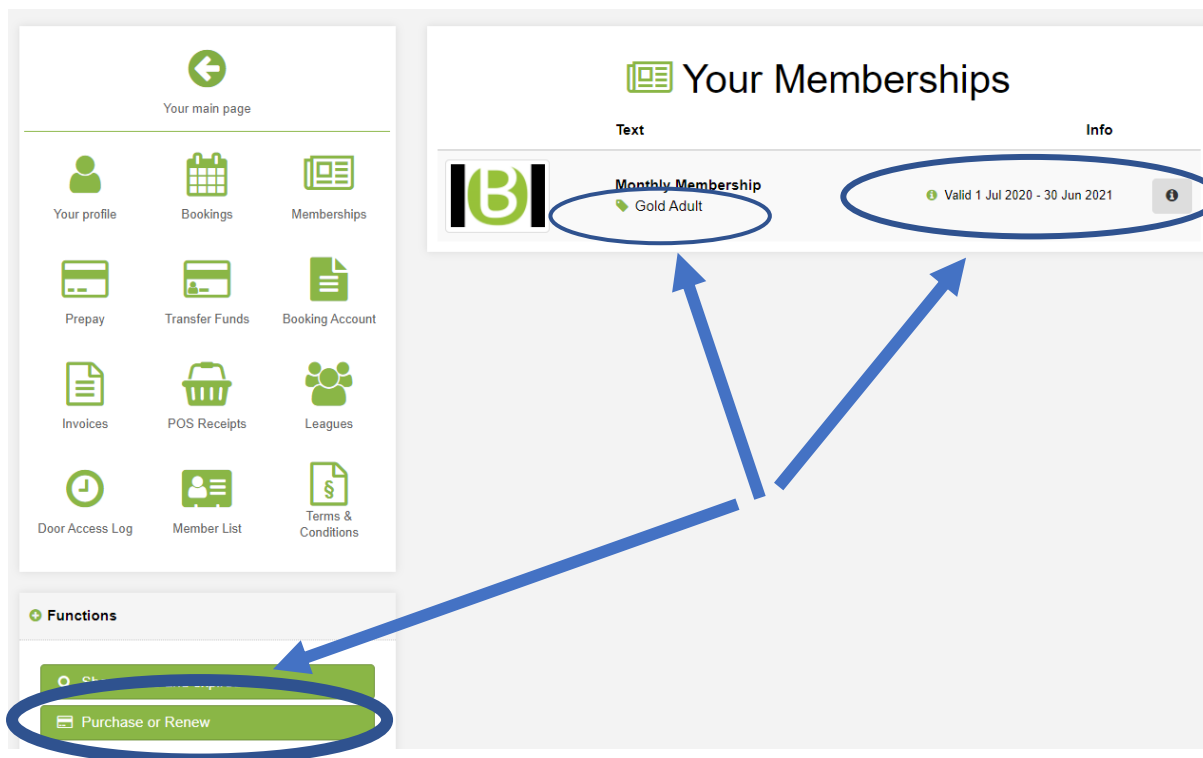 Your main page
Your profile
Bookings
Memberships
Prepay
Transfer Funds
Booking Account
Invoices
POS Receipts
Leagues
Door Access Log
Member List
Terms &
Conditions
Functions
Purchase or Renew
Your Memberships
Text
Info
B
Monthly Membership
Gold Adult
Valid 1 Jul 2020 - 30 Jun 2021